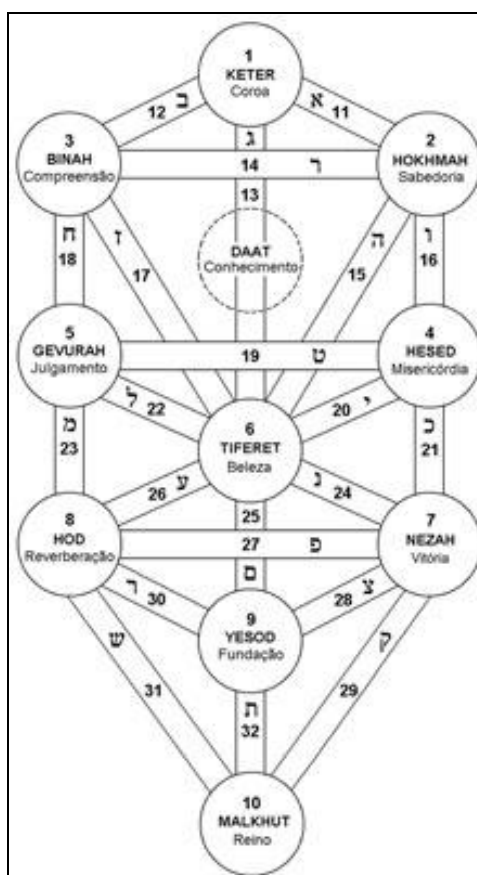 1
KETER
Coroa
ב
12
א
11
ג
3
BINAH
Compreensão
2
HOKHMAH
Sabedoria
14
ר
13
ח
18
ז
17
DAAT
Conhecimento
ה
15
ו
16
5
GEVURAH
Julgamento
19
ט
4
HESED
Misericórdia
ל
22
20
י
מ
23
6
TIFERET
Beleza
כ
21
26
ע
נ
24
25
8
HOD
Reverberação
27
פ
7
NEZAH
Vitória
ם
ר
30
צ
28
9
YESOD
Fundação
ש
31
ק
29
ת
32
10
MALKHUT
Reino